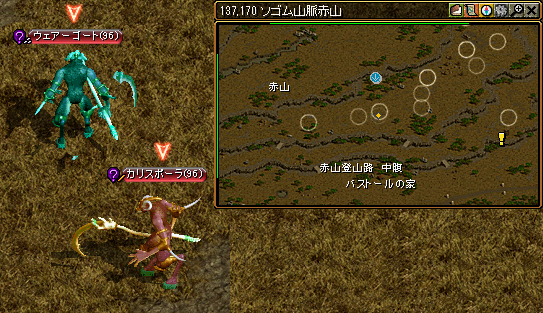 137,170 ソゴム山脈赤山
ウェアーゴート(96)
赤山
カリスポーラ(96)
赤山登山路 中腹
バストールの家